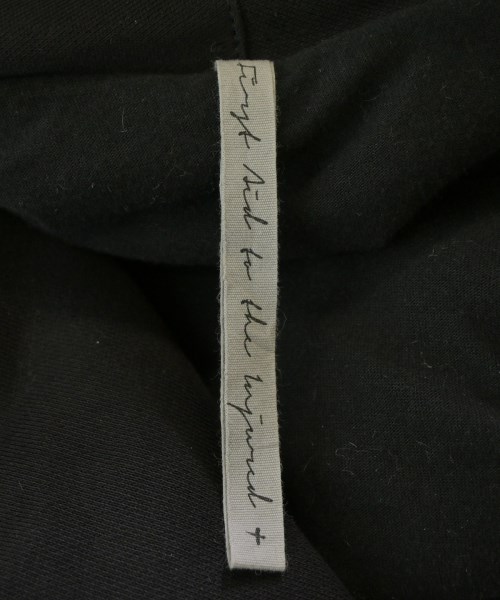 First Aid to the Injured +